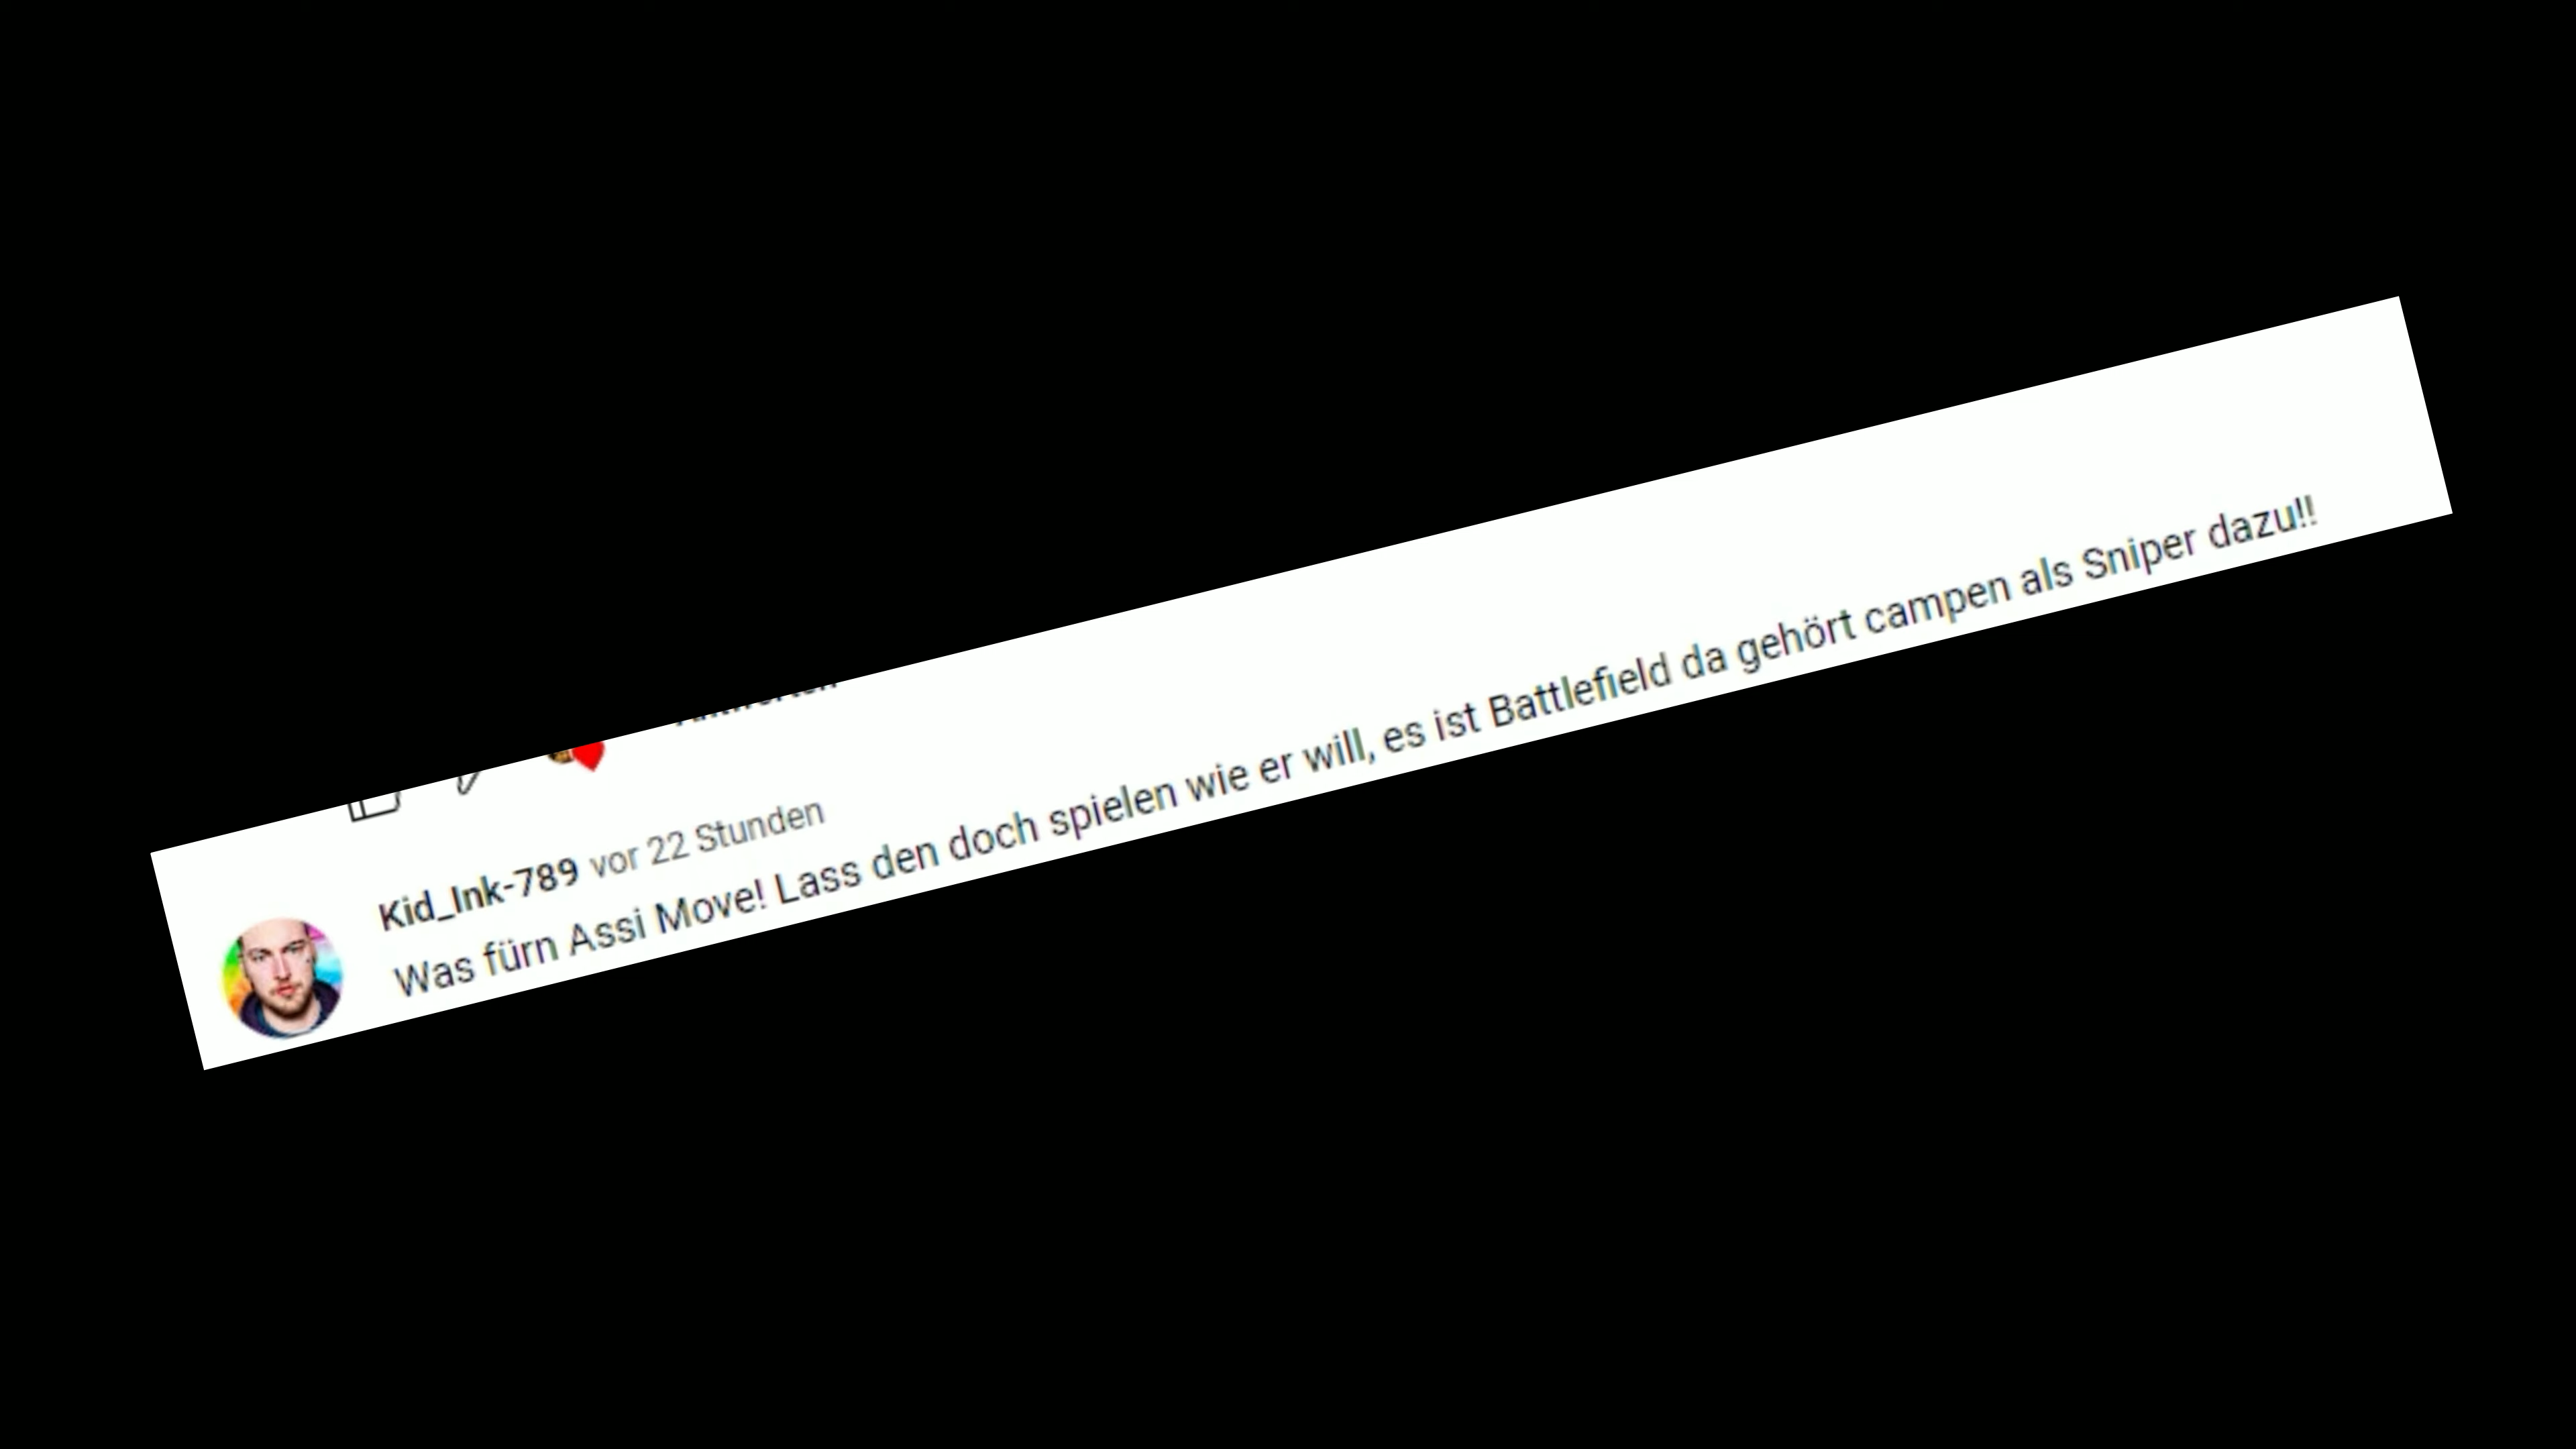 Kid_Ink-789 vor 22 Stunden
Was fürn Assi Move! Lass den doch spielen wie er will, es ist Battlefield da gehört campen als Sniper dazu!!